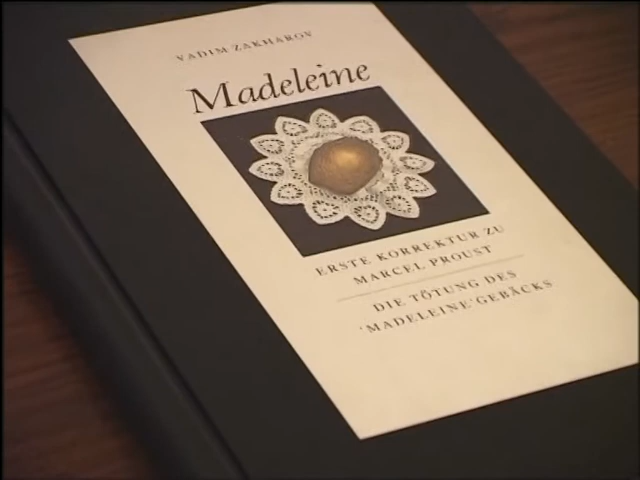 VADIM ZAKHAROV
Madeleine
ERSTE KORREKTUR ZU
MARCEL PROUST
DIE TÖTUNG DES
'MADELEINE' GEBÄCKS